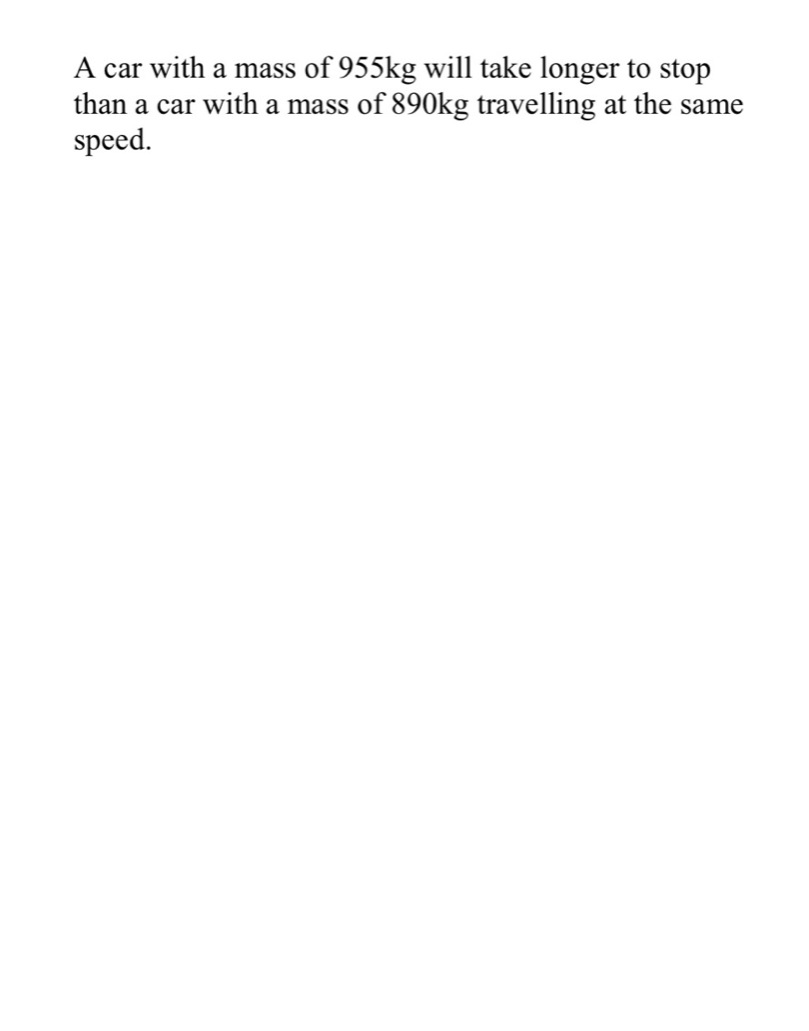 A car with a mass of 955kg will take longer to stop
than a car with a mass of 890kg travelling at the same
speed.